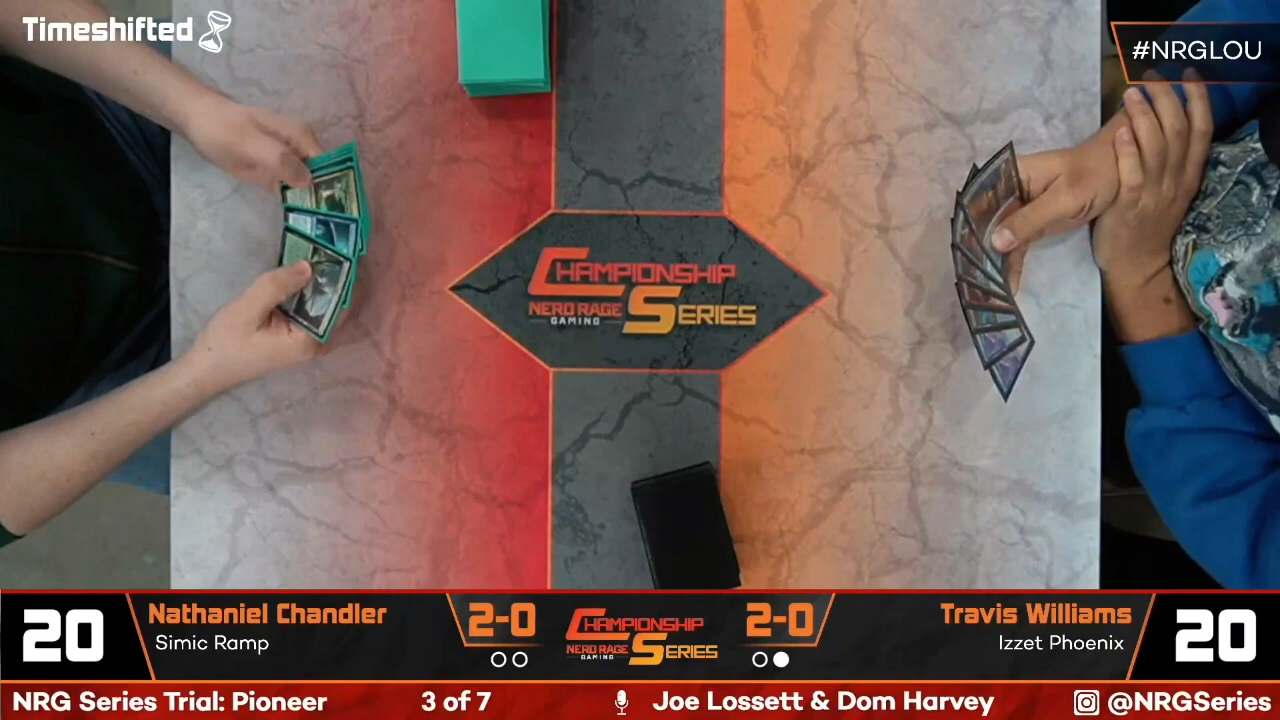 Timeshifted
#NRGLOU
CHAMPIONSHIP
NERD RAGE
GAMING
SERIES
20
Nathaniel Chandler
Simic Ramp
2-0
CHAMPIONSHIP
NERD RAGE
GAMING
SERIES
2-0
Travis Williams
Izzet Phoenix
20
NRG Series Trial: Pioneer
3 of 7
Joe Lossett & Dom Harvey
@NRGSeries